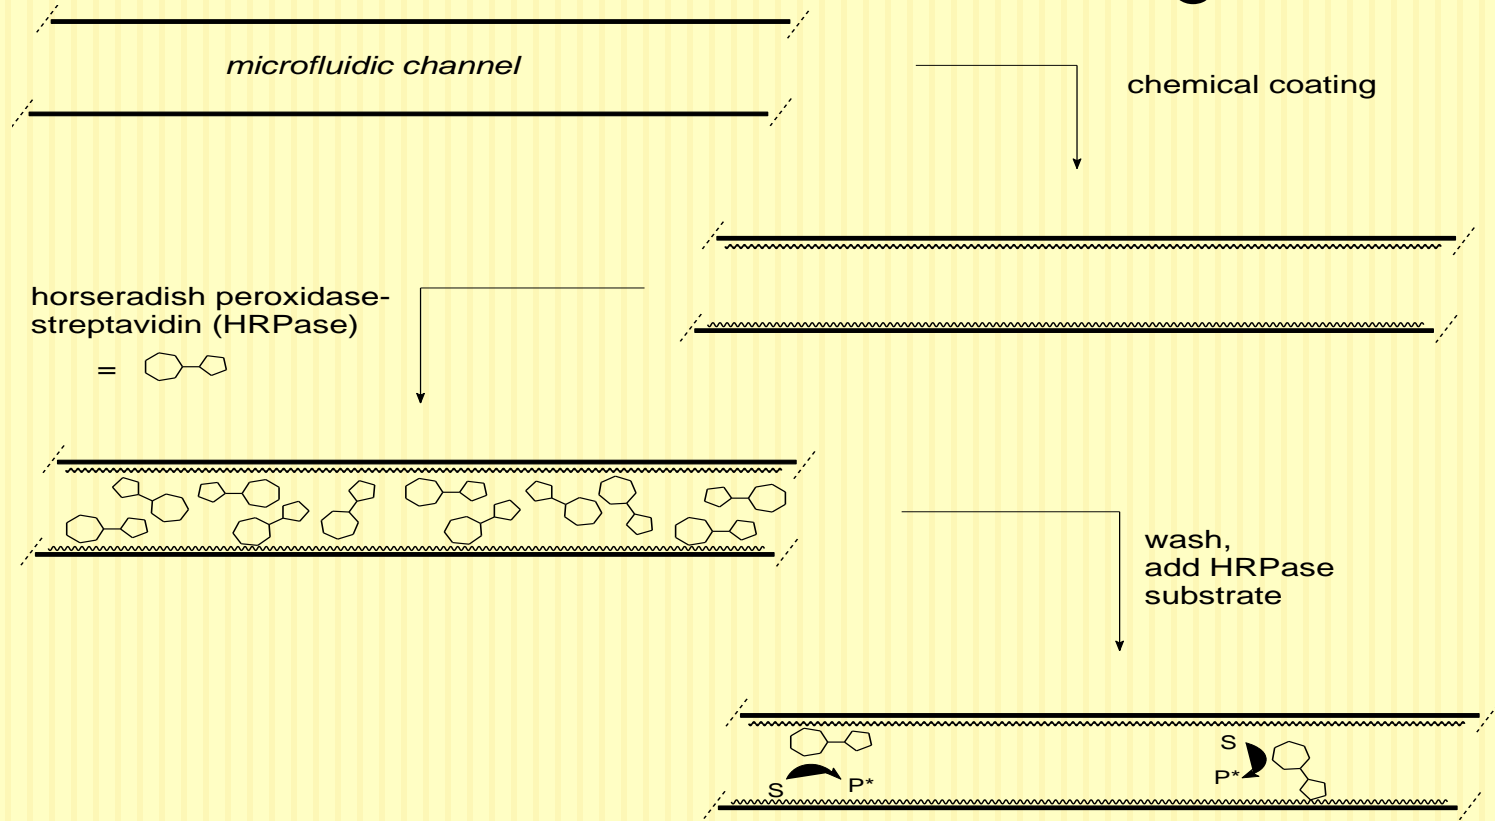 microfluidic channel
chemical coating
horseradish peroxidase-
streptavidin (HRPase)
=
wash,
add HRPase
substrate
S
P*
S
P*